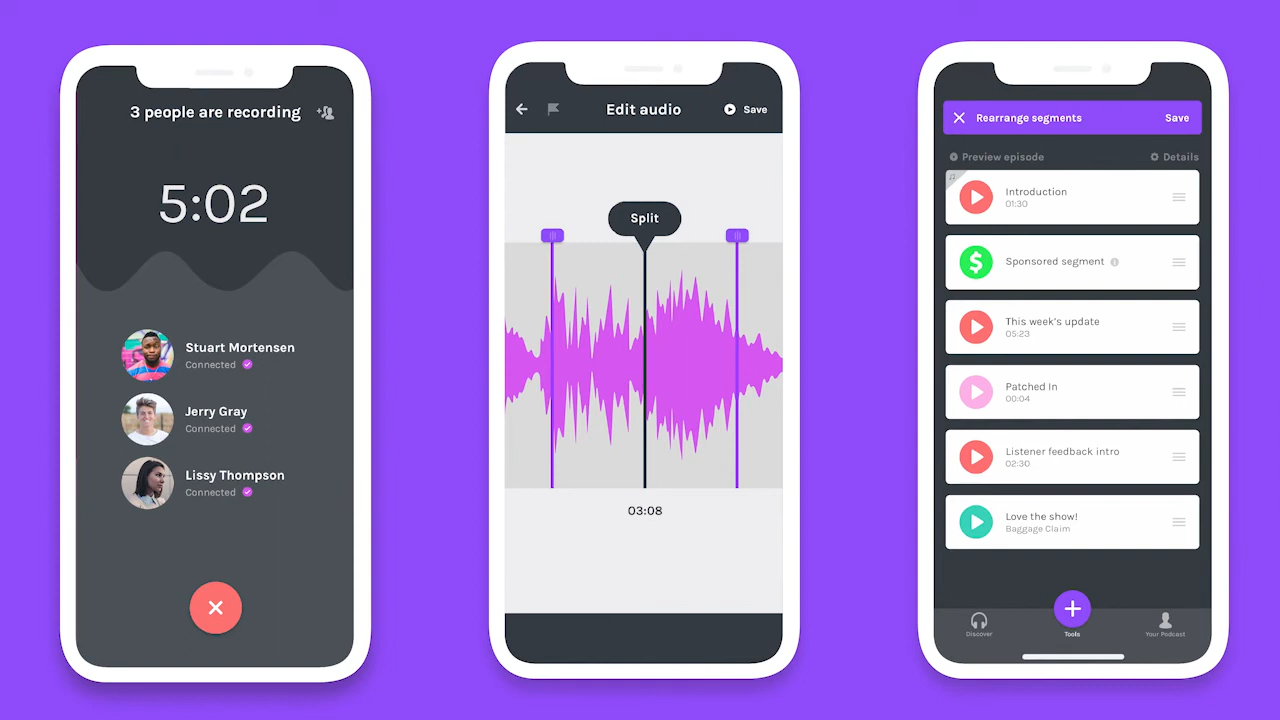 3 people are recording
5:02
Stuart Mortensen
Connected
Jerry Gray
Connected
Lissy Thompson
Connected
Edit audio
Save
Split
03:08
Rearrange segments
Save
Preview episode
Details
Introduction
01:30
$
Sponsored segment
This week's update
05:23
Patched In
00:04
Listener feedback intro
02:30
Love the show!
Baggage Claim
Discover
Tools
Your Podcast